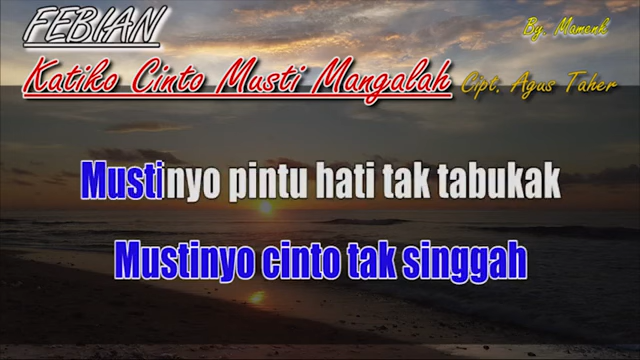 FEBIAN
By. Mamenk
Katiko Cinto Musti Mangalah
Cipt. Agus Taher
Mustinyo pintu hati tak tabukak
Mustinyo cinto tak singgah